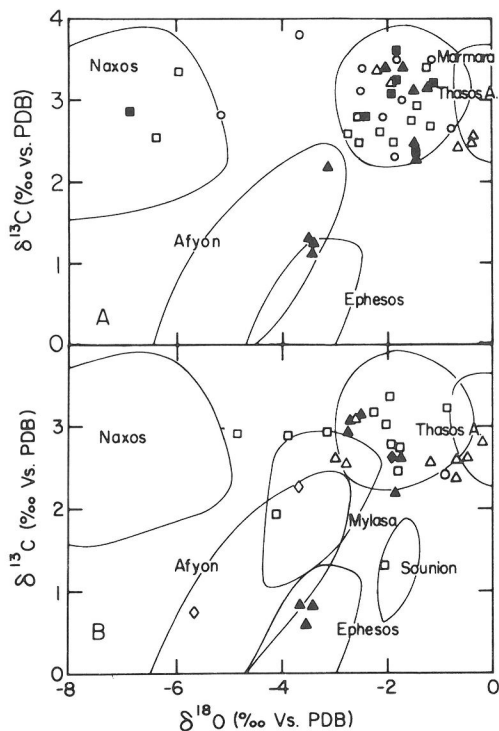 4
3
2
1
0
δ13C (‰ Vs. PDB)
Naxos
Marmara
Thasos A.
Afyon
Ephesos
A
4
3
2
1
0
δ13C (‰ Vs. PDB)
Naxos
Thasos A.
Mylasa
Afyon
Sounion
Ephesos
B
-8 -6 -4 -2 0
δ18O (‰ Vs. PDB)